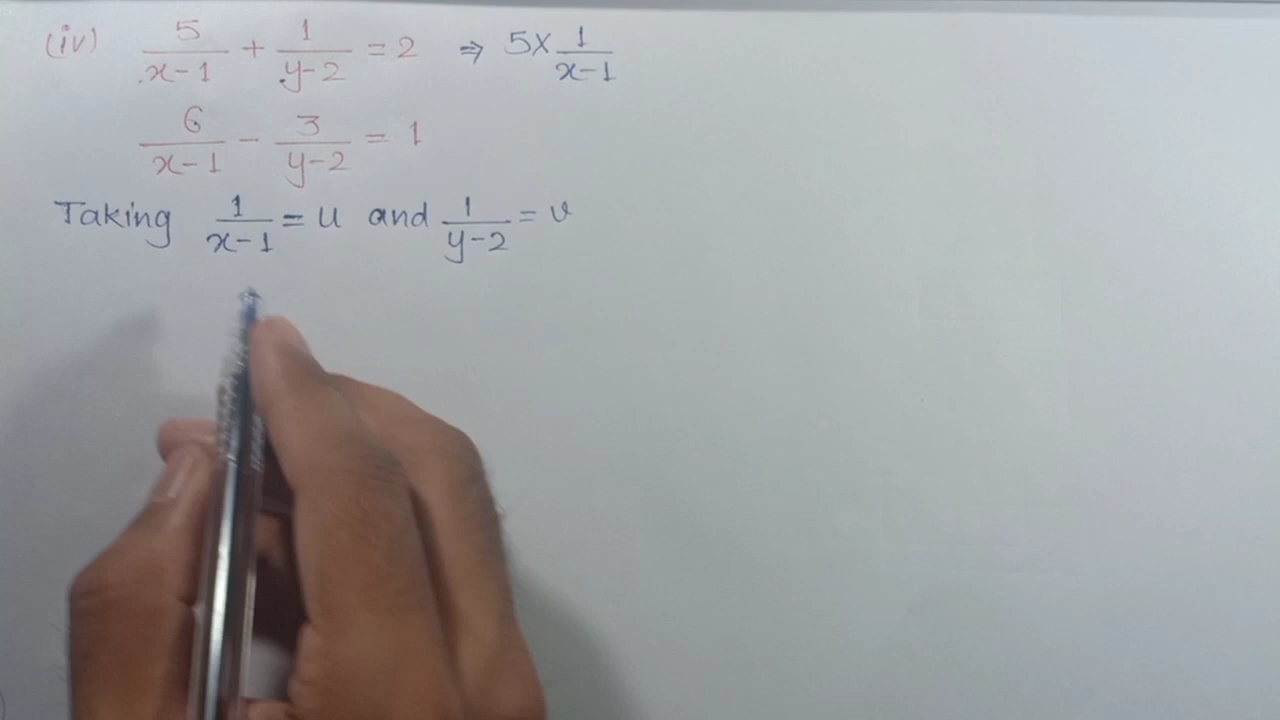 (iv) 5/(x-1) + 1/(y-2) = 2 ⇒ 5× 1/(x-1)
6/(x-1) - 3/(y-2) = 1
Taking 1/(x-1) = u and 1/(y-2) = v